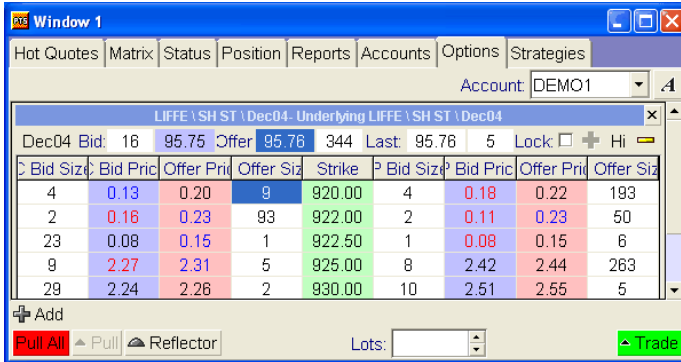 RTS Window 1
Hot Quotes Matrix Status Position Reports Accounts Options Strategies
Account: DEMO1 A
LIFFE \ SH ST \ Dec04- Underlying LIFFE \ SH ST \ Dec04
Dec04 Bid: 16 95.75 Offer 95.76 344 Last: 95.76 5 Lock: Hi
C Bid Size C Bid Pric Offer Pric Offer Siz Strike P Bid Size P Bid Pric Offer Pric Offer Siz
4 0.13 0.20 9 920.00 4 0.18 0.22 193
2 0.16 0.23 93 922.00 2 0.11 0.23 50
23 0.08 0.15 1 922.50 1 0.08 0.15 6
9 2.27 2.31 5 925.00 8 2.42 2.44 263
29 2.24 2.26 2 930.00 10 2.51 2.55 5
Add
Pull All Pull Reflector Lots: Trade